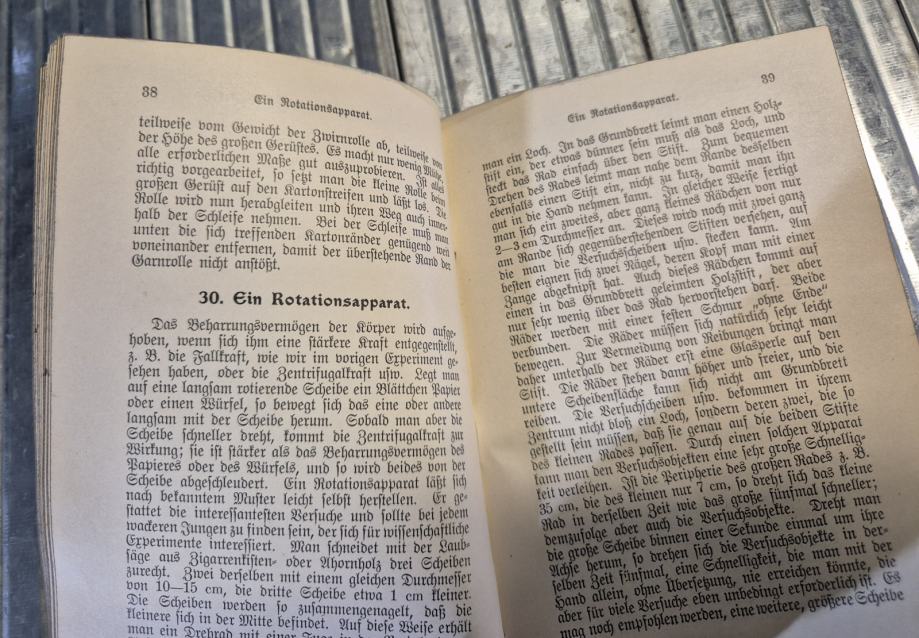 38
Ein Rotationsapparat.
teilweise vom Gewicht der Zwirnrolle ab, teilweise von
der Höhe des großen Gerüstes. Es macht nur wenig Mühe,
alle erforderlichen Maße gut auszuprobieren. Ist alles
richtig vorgearbeitet, so setzt man die kleine Rolle beim
großen Gerüst auf den Kartonstreifen und läßt los. Die
Rolle wird nun herabgleiten und ihren Weg auch inner-
halb der Schleife nehmen. Bei der Schleife muß man
unten die sich treffenden Kartonränder genügend weit
voneinander entfernen, damit der überstehende Rand der
Garnrolle nicht anstößt.
30. Ein Rotationsapparat.
Das Beharrungsvermögen der Körper wird aufge-
hoben, wenn sich ihm eine stärkere Kraft entgegenstellt,
z. B. die Fallkraft, wie wir im vorigen Experiment ge-
sehen haben, oder die Zentrifugalkraft usw. Legt man
auf eine langsam rotierende Scheibe ein Blättchen Papier
oder einen Würfel, so bewegt sich das eine oder andere
langsam mit der Scheibe herum. Sobald man aber die
Scheibe schneller dreht, kommt die Zentrifugalkraft zur
Wirkung; sie ist stärker als das Beharrungsvermögen des
Papieres oder des Würfels, und so wird beides von der
Scheibe abgeschleudert. Ein Rotationsapparat läßt sich
nach bekanntem Muster leicht selbst herstellen. Er ge-
stattet die interessantesten Versuche und sollte bei jedem
wackeren Jungen zu finden sein, der sich für wissenschaftliche
Experimente interessiert. Man schneidet mit der Laub-
säge aus Zigarrenkisten- oder Ahornholz drei Scheiben
zurecht. Zwei derselben mit einem gleichen Durchmesser
von 10—15 cm, die dritte Scheibe etwa 1 cm kleiner.
Die Scheiben werden so zusammengenagelt, daß die
kleinere sich in der Mitte befindet. Auf diese Weise erhält
man ein Drehrad mit einer
39
Ein Rotationsapparat.
man ein Loch. In das Grundbrett leimt man einen Holz-
stift ein, der etwas dünner sein muß als das Loch, und
steckt das Rad einfach über den Stift. Zum bequemen
Drehen des Rades leimt man nahe dem Rande desselben
ebenfalls einen Stift ein, nicht zu kurz, damit man ihn
gut in die Hand nehmen kann. In gleicher Weise fertigt
man sich ein zweites, aber ganz kleines Rädchen von nur
2—3 cm Durchmesser an. Dieses wird noch mit zwei ganz
am Rande sich gegenüberstehenden Stiften versehen, auf
die man die Versuchsscheiben usw. stecken kann. Am
besten eignen sich zwei Nägel, deren Kopf man mit einer
Zange abgeknipst hat. Auch dieses Rädchen kommt auf
einen in das Grundbrett geleimten Holzstift, der aber
nur sehr wenig über das Rad hervorstehen darf. Beide
Räder werden mit einer festen Schnur „ohne Ende“
verbunden. Die Räder müssen sich natürlich sehr leicht
bewegen. Zur Vermeidung von Reibungen bringt man
daher unterhalb der Räder erst eine Glasperle auf den
Stift. Die Räder stehen dann höher und freier, und die
untere Scheibenfläche kann sich nicht am Grundbrett
reiben. Die Versuchsscheiben usw. bekommen in ihrem
Zentrum nicht bloß ein Loch, sondern deren zwei, die so
gestellt sein müssen, daß sie genau auf die beiden Stifte
des kleinen Rades passen. Durch einen solchen Apparat
kann man den Versuchsobjekten eine sehr große Schnellig-
keit verleihen. Ist die Peripherie des großen Rades z. B.
35 cm, die des kleinen nur 7 cm, so dreht sich das kleine
Rad in derselben Zeit wie das große fünfmal schneller;
demzufolge aber auch die Versuchsobjekte. Dreht man
die große Scheibe binnen einer Sekunde einmal um ihre
Achse herum, so drehen sich die Versuchsobjekte in der-
selben Zeit fünfmal, eine Schnelligkeit, die man mit der
Hand allein, ohne Übersetzung, nie erreichen könnte, die
aber für viele Versuche eben unbedingt erforderlich ist. Es
mag noch empfohlen werden, eine weitere, größere Scheibe